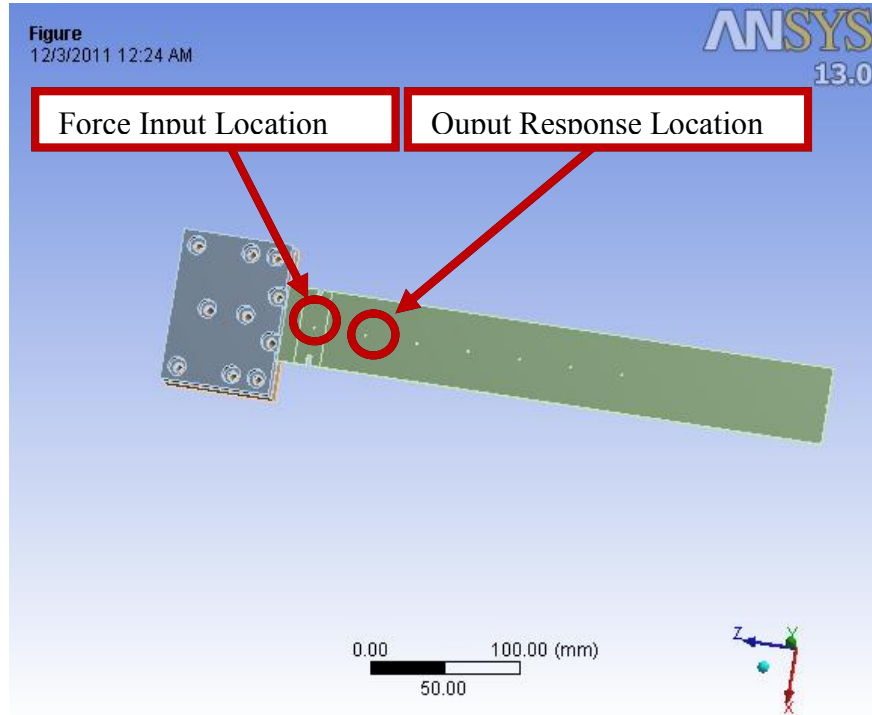 Figure
12/3/2011 12:24 AM
ANSYS
13.0
Force Input Location
Ouput Response Location
0.00 100.00 (mm)
50.00
Z
Y
X